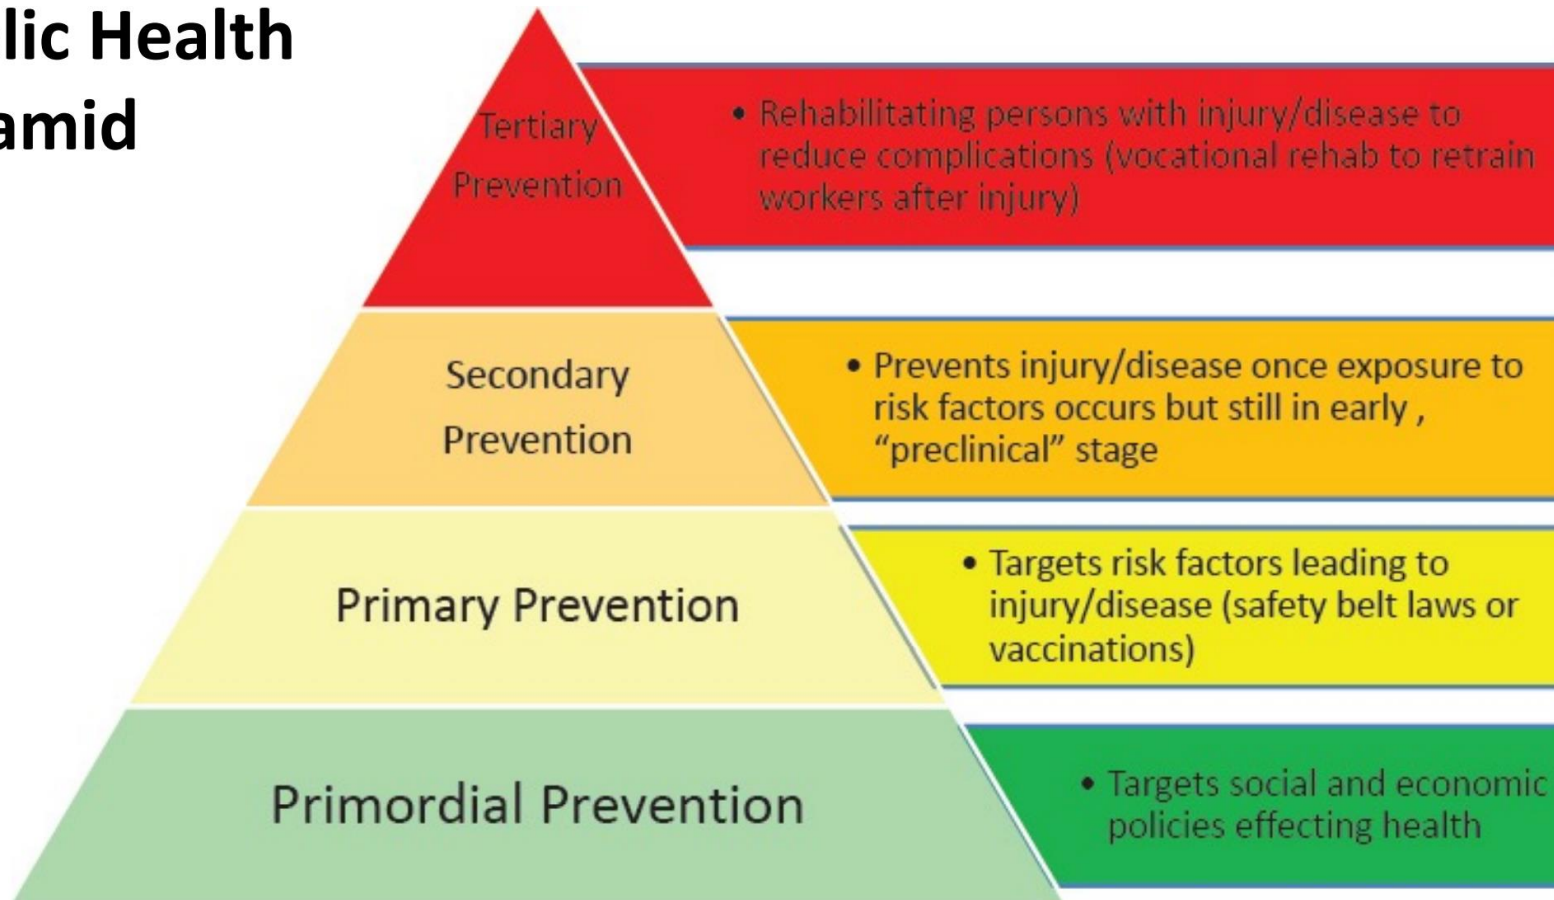 lic Health
amid
Tertiary
Prevention
• Rehabilitating persons with injury/disease to
reduce complications (vocational rehab to retrain
workers after injury)
Secondary
Prevention
• Prevents injury/disease once exposure to
risk factors occurs but still in early ,
“preclinical” stage
Primary Prevention
• Targets risk factors leading to
injury/disease (safety belt laws or
vaccinations)
Primordial Prevention
• Targets social and economic
policies effecting health